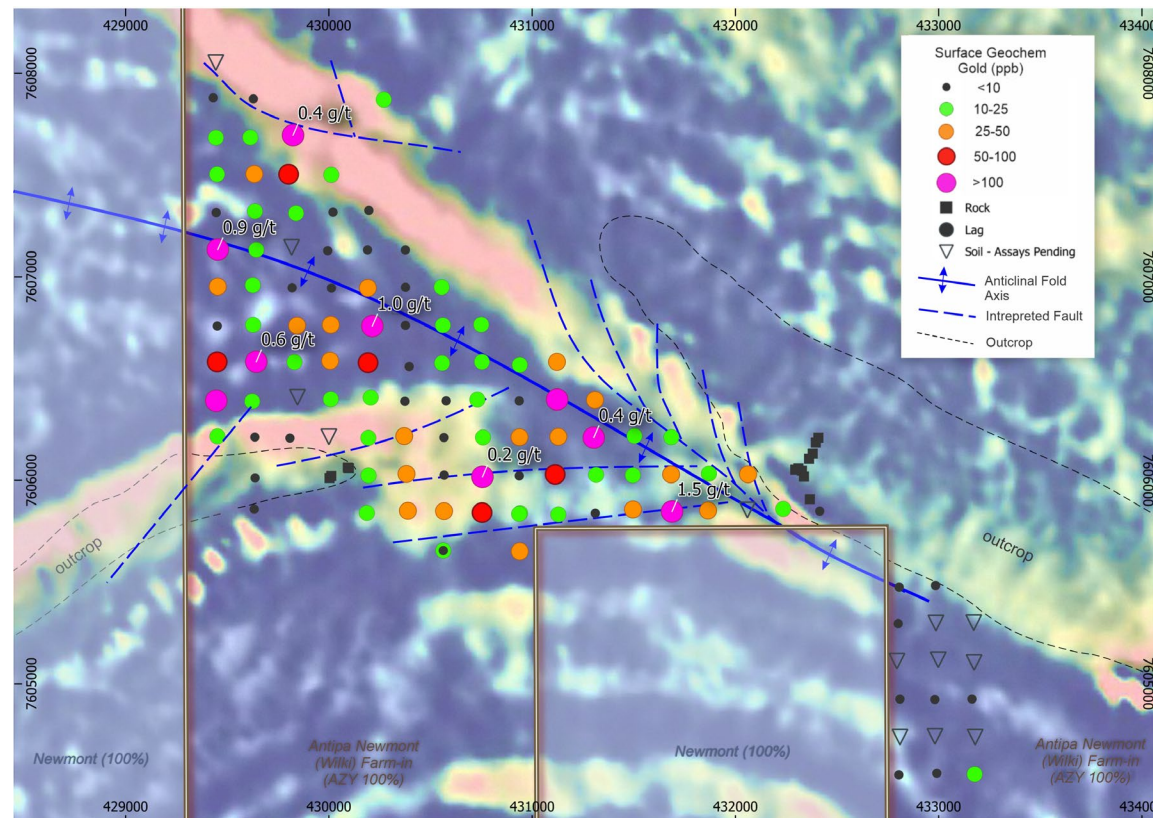 429000
430000
431000
432000
433000
43400
7608000
7608000
Surface Geochem
Gold (ppb)
<10
10-25
25-50
50-100
>100
Rock
Lag
Soil - Assays Pending
Anticlinal Fold
Axis
Intrepreted Fault
Outcrop
0.4 g/t
0.9 g/t
7607000
7607000
1.0 g/t
0.6 g/t
0.4 g/t
0.2 g/t
1.5 g/t
7606000
7606000
outcrop
outcrop
7605000
7605000
Newmont (100%)
Antipa Newmont
(Wilki) Farm-in
(AZY 100%)
Newmont (100%)
Antipa Newmont
(Wilki) Farm-in
(AZY 100%)
429000
430000
431000
432000
433000
43400